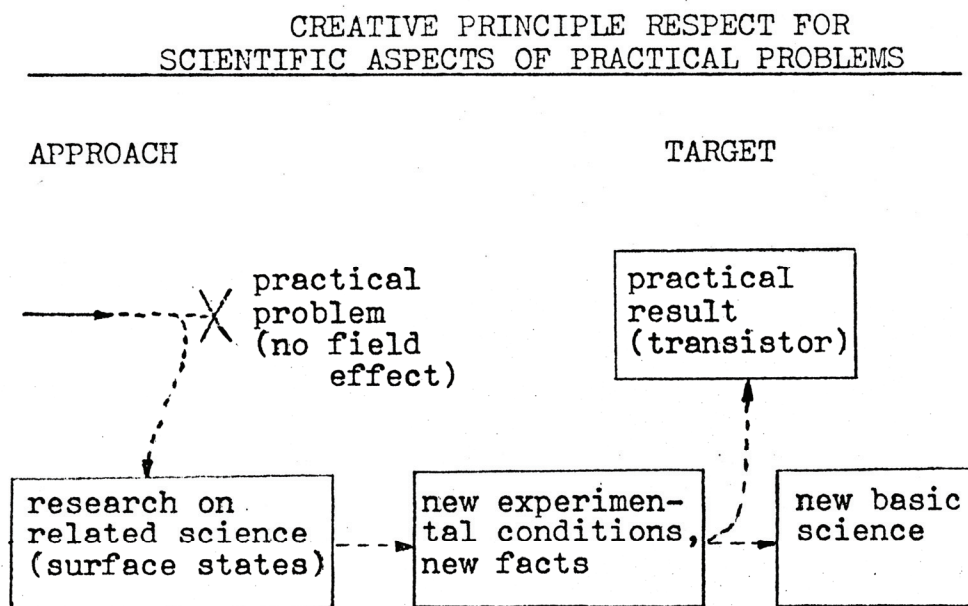 CREATIVE PRINCIPLE RESPECT FOR
SCIENTIFIC ASPECTS OF PRACTICAL PROBLEMS
APPROACH
TARGET
practical
problem
(no field
effect)
practical
result
(transistor)
research on
related science
(surface states)
new experimen-
tal conditions,
new facts
new basic
science